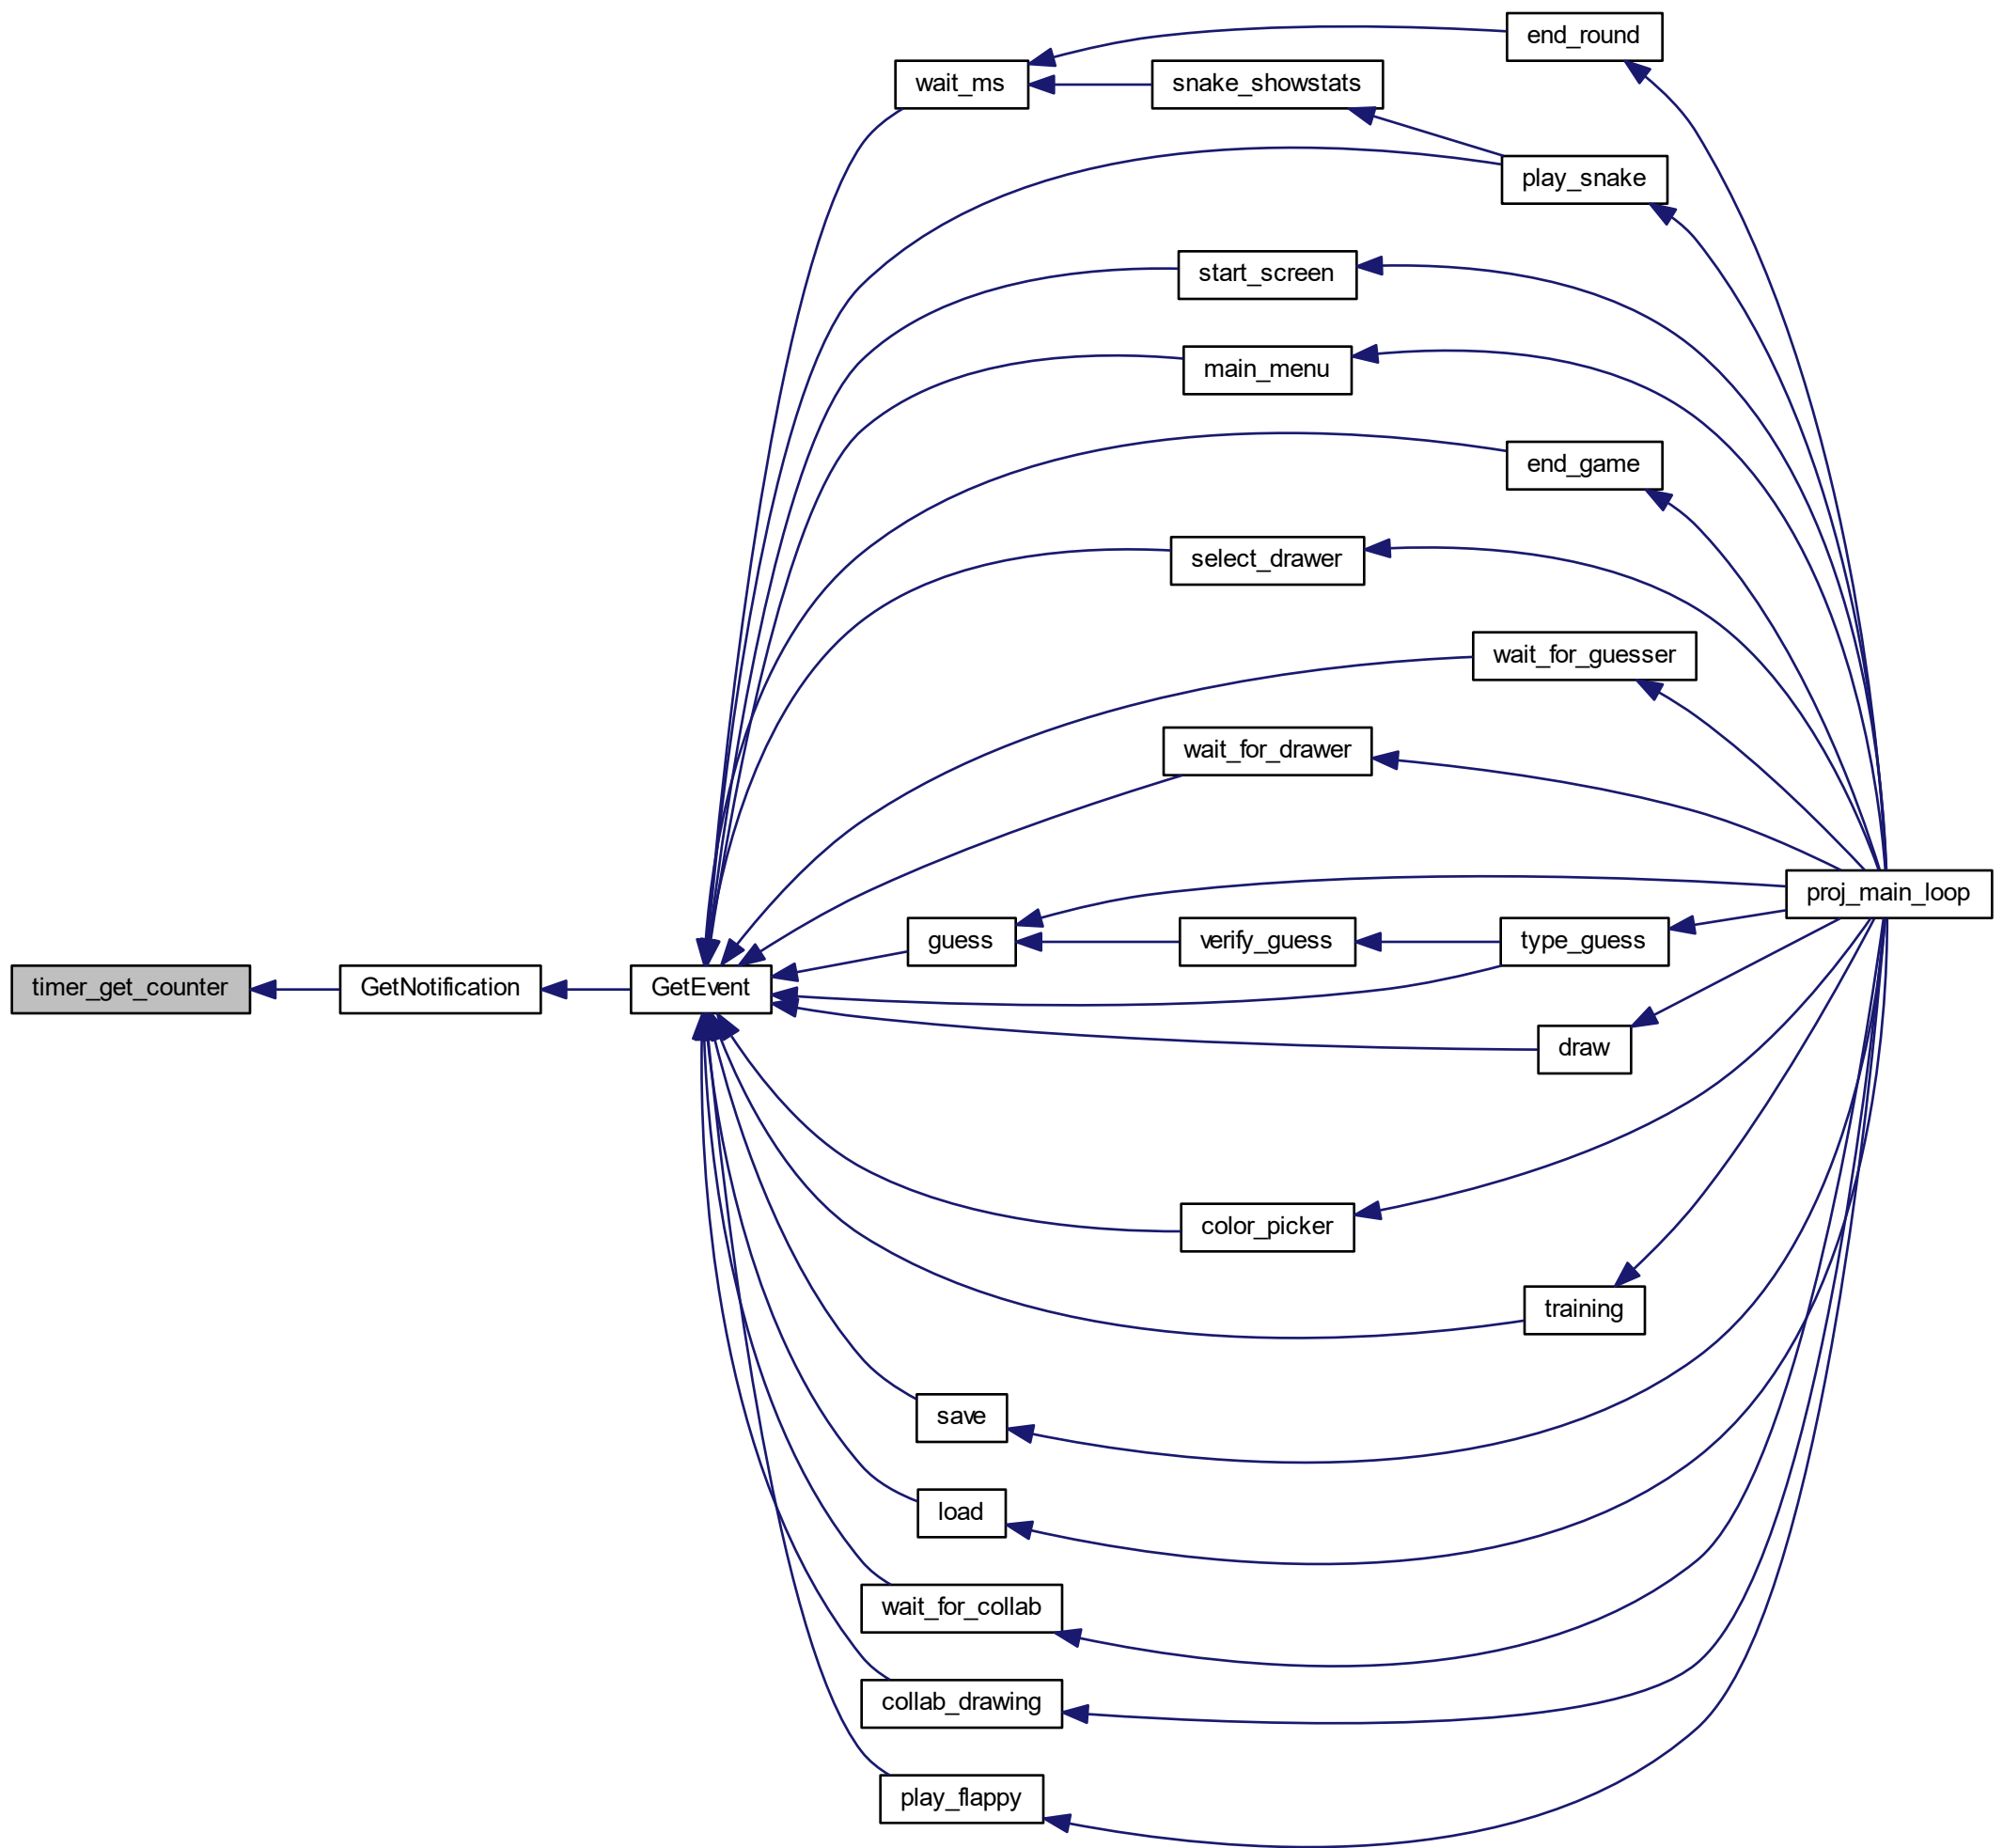 end_round
wait_ms
snake_showstats
play_snake
start_screen
main_menu
end_game
select_drawer
wait_for_guesser
wait_for_drawer
proj_main_loop
guess
verify_guess
type_guess
timer_get_counter
GetNotification
GetEvent
draw
color_picker
training
save
load
wait_for_collab
collab_drawing
play_flappy